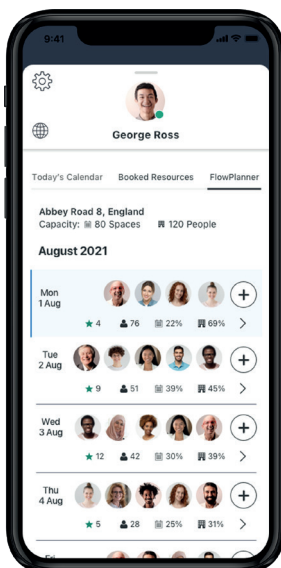 9:41
George Ross
Today's Calendar Booked Resources FlowPlanner
Abbey Road 8, England
Capacity: 80 Spaces 120 People
August 2021
Mon
1 Aug
4 76 22% 69%
Tue
2 Aug
9 51 39% 45%
Wed
3 Aug
12 42 30% 39%
Thu
4 Aug
5 28 25% 31%